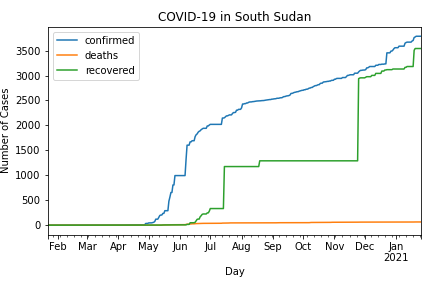 COVID-19 in South Sudan
confirmed
deaths
recovered
Number of Cases
3500
3000
2500
2000
1500
1000
500
0
Feb Mar Apr May Jun Jul Aug Sep Oct Nov Dec Jan
2021
Day